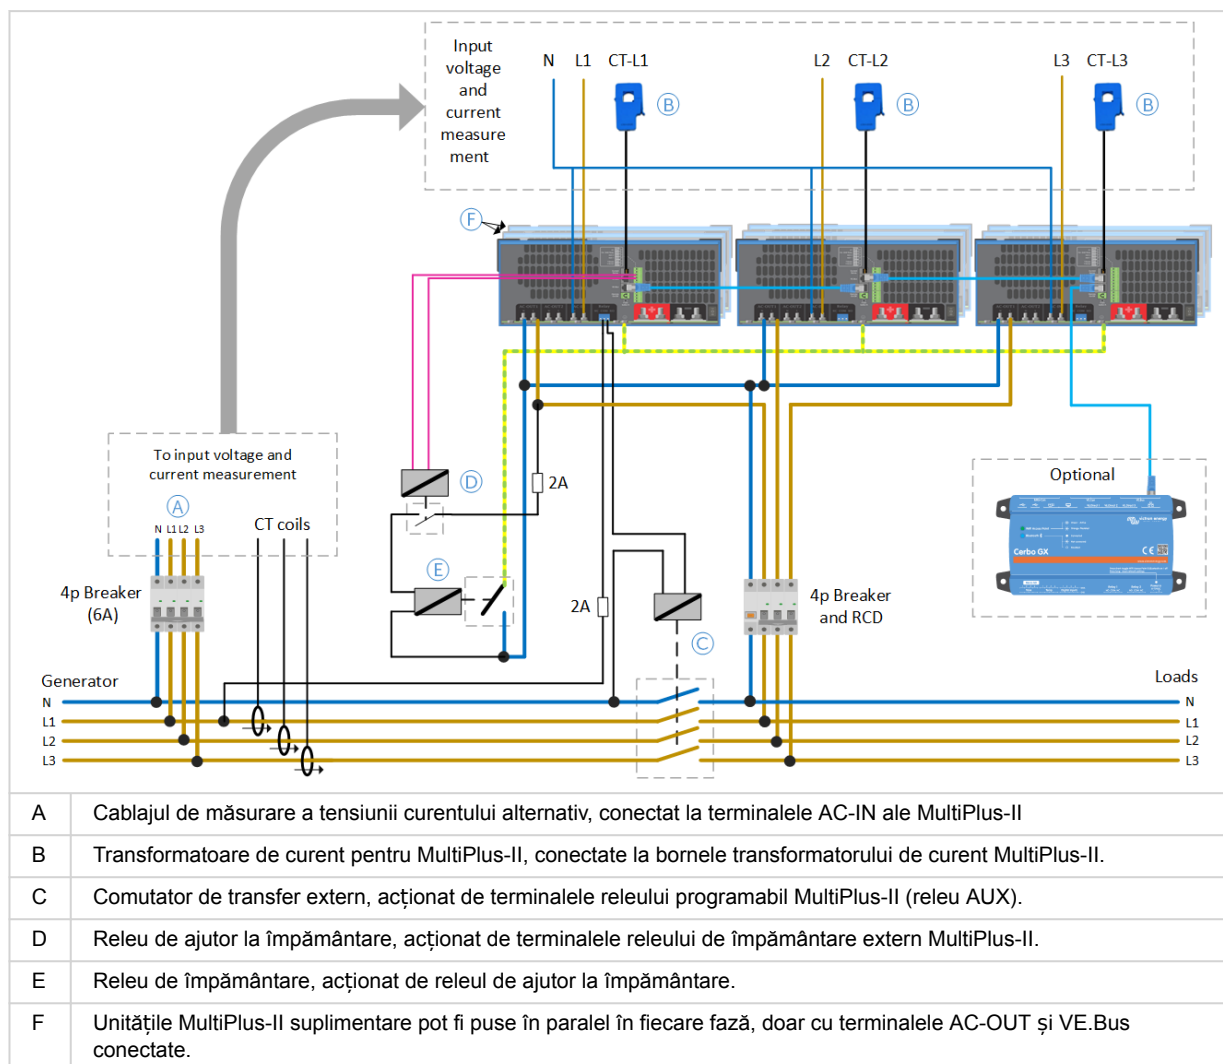 Input
voltage
and
current
measure
ment
N L1 CT-L1
L2 CT-L2
L3 CT-L3
B
B
B
F
To input voltage and
current measurement
A
N L1 L2 L3
CT coils
4p Breaker
(6A)
D
2A
E
2A
C
4p Breaker
and RCD
Optional
victron energy
Cerbo GX
Generator
N
L1
L2
L3
Loads
N
L1
L2
L3
A Cablajul de măsurare a tensiunii curentului alternativ, conectat la terminalele AC-IN ale MultiPlus-II
B Transformatoare de curent pentru MultiPlus-II, conectate la bornele transformatorului de curent MultiPlus-II.
C Comutator de transfer extern, acționat de terminalele releului programabil MultiPlus-II (releu AUX).
D Releu de ajutor la împământare, acționat de terminalele releului de împământare extern MultiPlus-II.
E Releu de împământare, acționat de releul de ajutor la împământare.
F Unitățile MultiPlus-II suplimentare pot fi puse în paralel în fiecare fază, doar cu terminalele AC-OUT și VE.Bus
conectate.